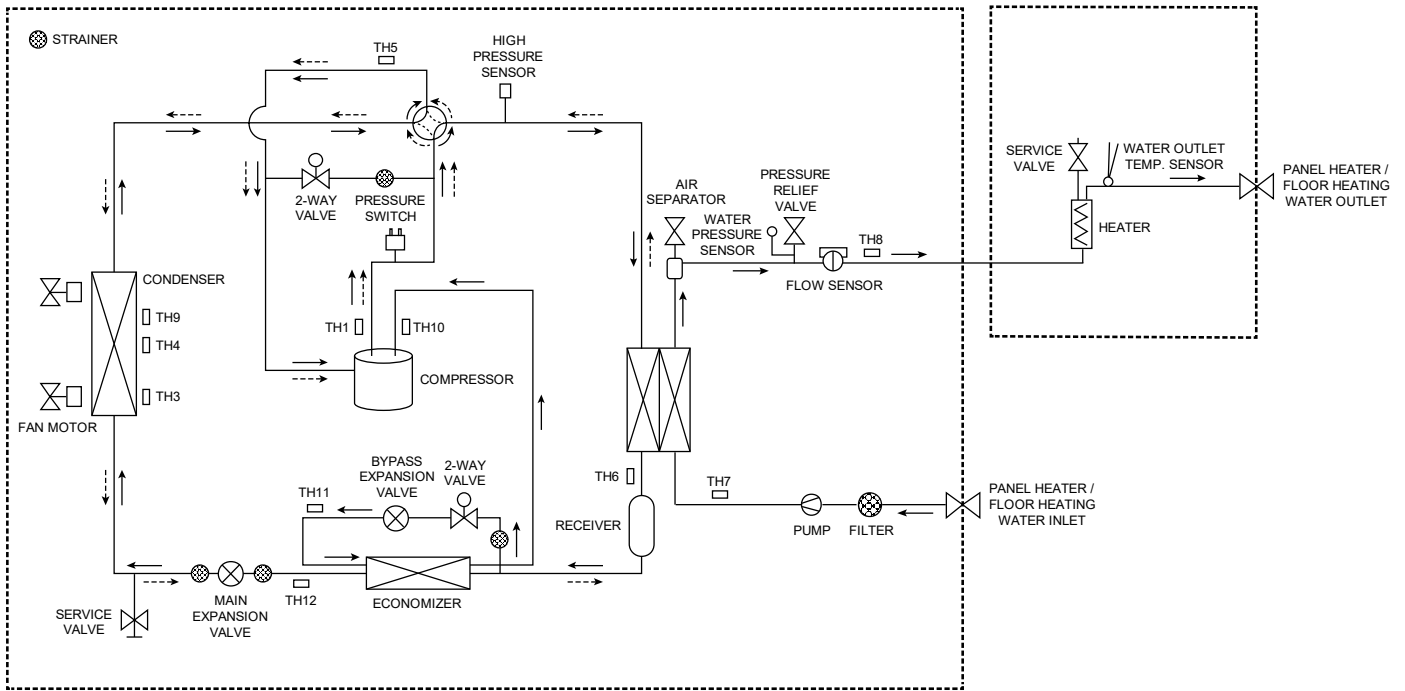 STRAINER
TH5
HIGH
PRESSURE
SENSOR
2-WAY
VALVE
PRESSURE
SWITCH
AIR
SEPARATOR
WATER
PRESSURE
SENSOR
PRESSURE
RELIEF
VALVE
TH8
FLOW SENSOR
SERVICE
VALVE
WATER OUTLET
TEMP. SENSOR
HEATER
PANEL HEATER /
FLOOR HEATING
WATER OUTLET
CONDENSER
TH9
TH4
TH3
FAN MOTOR
TH1
TH10
COMPRESSOR
BYPASS
EXPANSION
VALVE
2-WAY
VALVE
TH11
TH6
RECEIVER
TH7
PUMP
FILTER
PANEL HEATER /
FLOOR HEATING
WATER INLET
SERVICE
VALVE
MAIN
EXPANSION
VALVE
TH12
ECONOMIZER